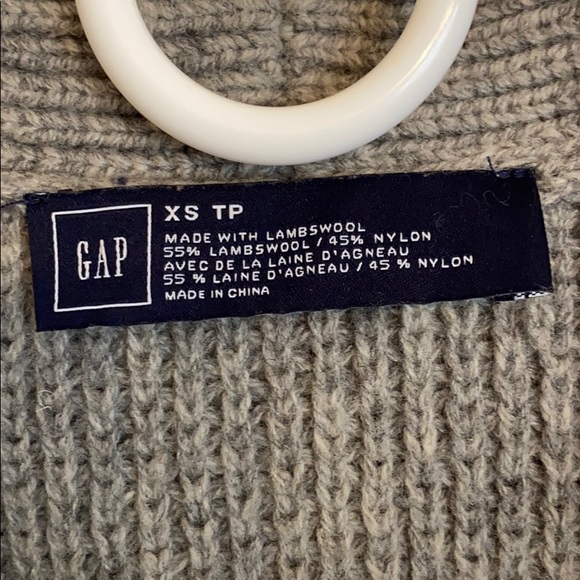 GAP
XS TP
MADE WITH LAMBSWOOL
55% LAMBSWOOL / 45% NYLON
AVEC DE LA LAINE D'AGNEAU
55 % LAINE D'AGNEAU / 45 % NYLON
MADE IN CHINA